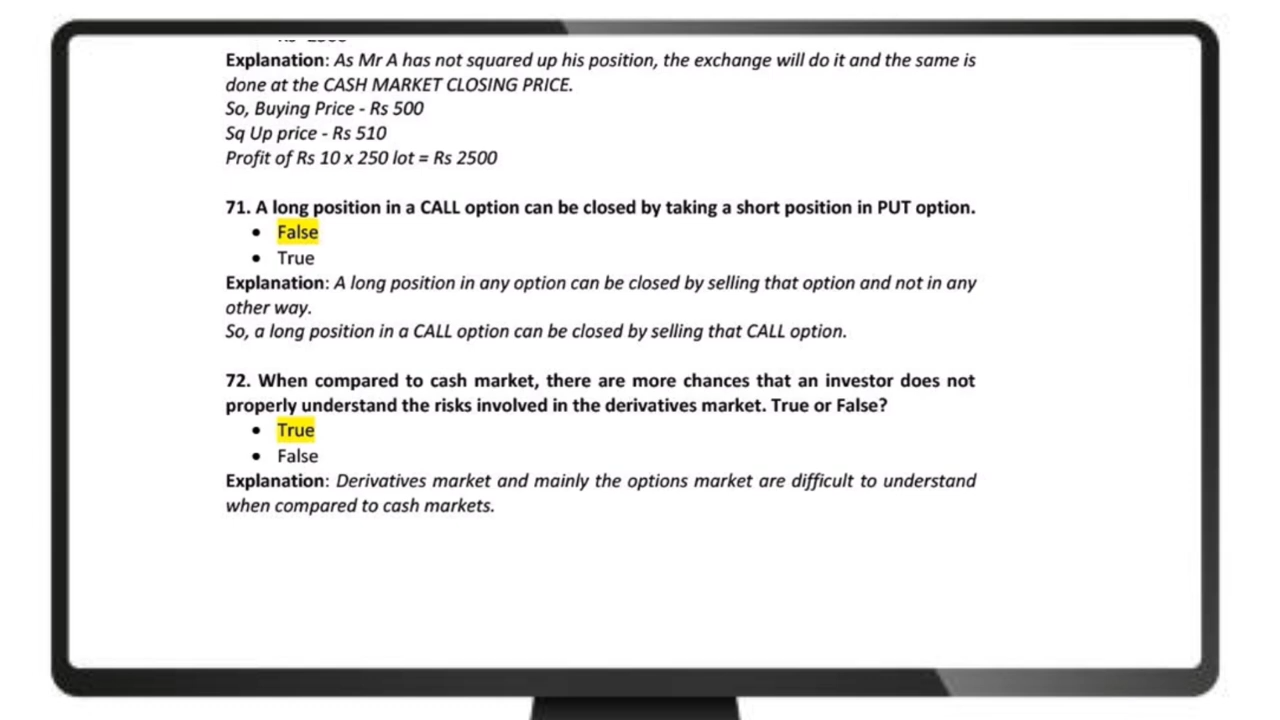 Explanation: As Mr A has not squared up his position, the exchange will do it and the same is
done at the CASH MARKET CLOSING PRICE.
So, Buying Price - Rs 500
Sq Up price - Rs 510
Profit of Rs 10 x 250 lot = Rs 2500
71. A long position in a CALL option can be closed by taking a short position in PUT option.
• False
• True
Explanation: A long position in any option can be closed by selling that option and not in any
other way.
So, a long position in a CALL option can be closed by selling that CALL option.
72. When compared to cash market, there are more chances that an investor does not
properly understand the risks involved in the derivatives market. True or False?
• True
• False
Explanation: Derivatives market and mainly the options market are difficult to understand
when compared to cash markets.